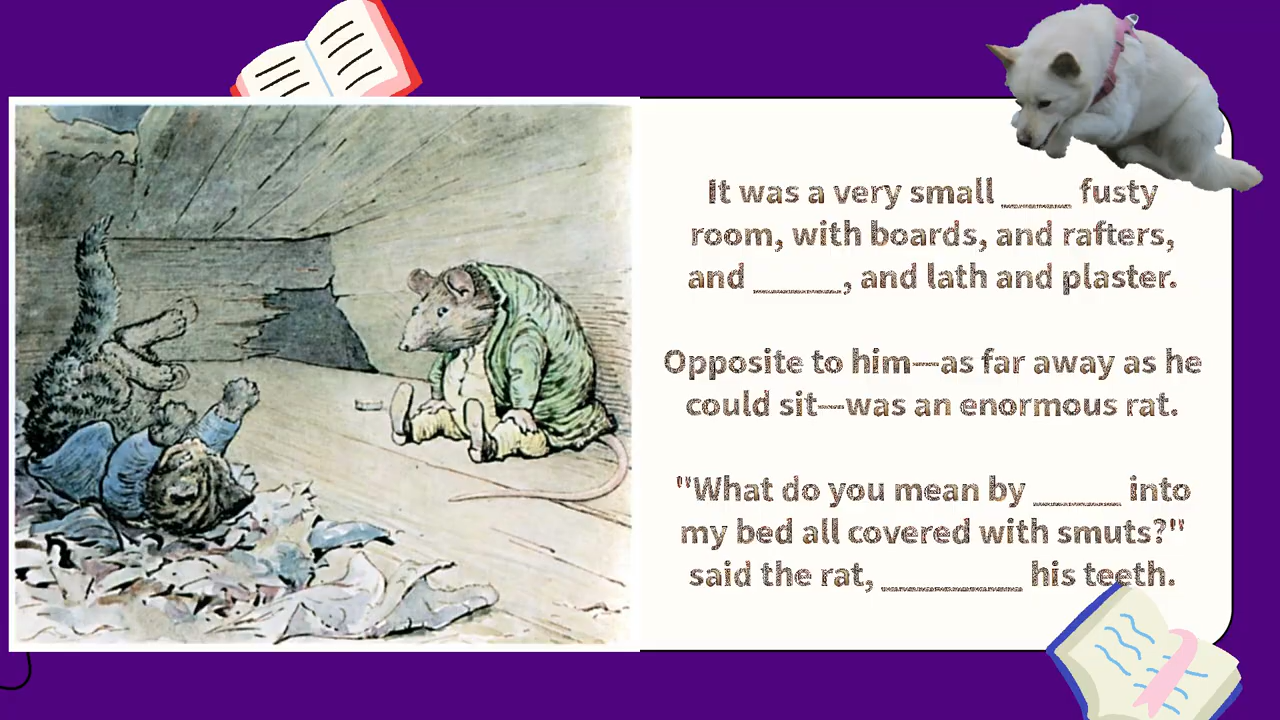 It was a very small _____ fusty
room, with boards, and rafters,
and ______, and lath and plaster.
Opposite to him--as far away as he
could sit--was an enormous rat.
"What do you mean by ______ into
my bed all covered with smuts?"
said the rat, __________ his teeth.